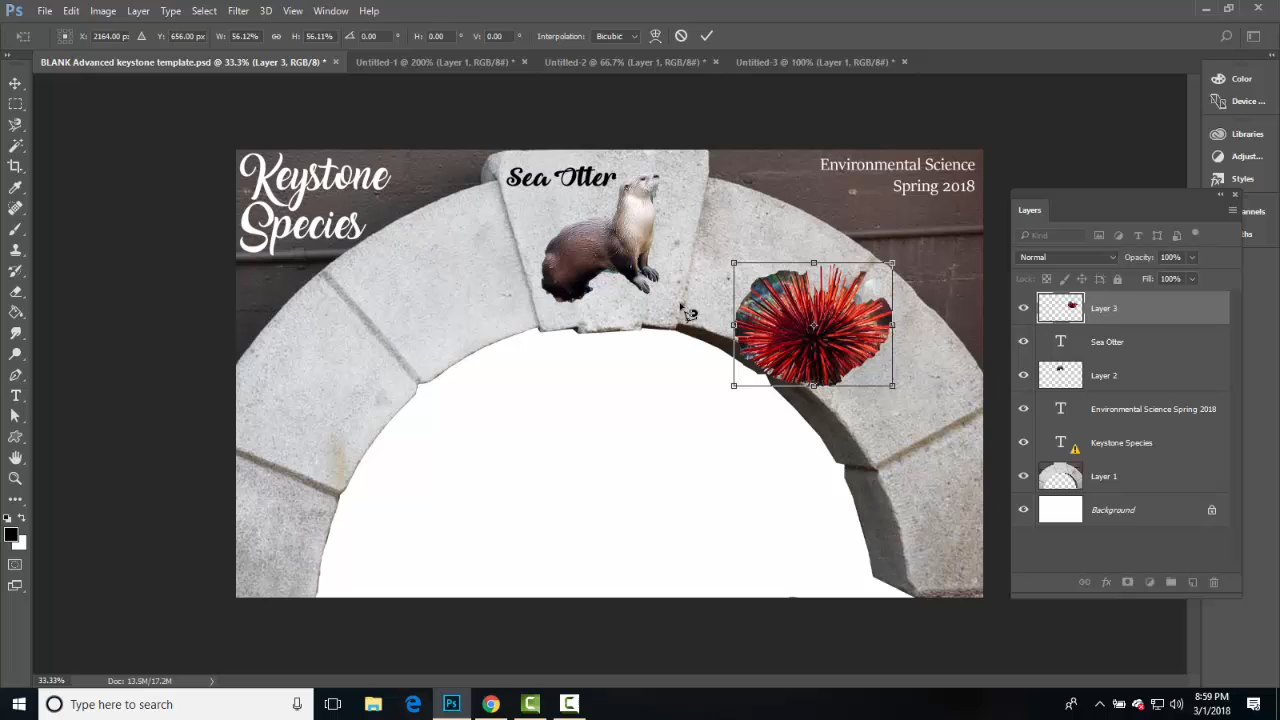 Ps File Edit Image Layer Type Select Filter 3D View Window Help
X: 2164.00 px Y: 656.00 px W: 56.12% H: 56.11% 0.00 ° H: 0.00 ° V: 0.00 ° Interpolation: Bicubic
BLANK Advanced keystone template.psd @ 33.3% (Layer 3, RGB/8) * × Untitled-1 @ 200% (Layer 1, RGB/8#) * × Untitled-2 @ 66.7% (Layer 1, RGB/8#) * × Untitled-3 @ 100% (Layer 1, RGB/8#) * ×
Color
Device ...
Libraries
Adjust...
Styles
annels
ths
Keystone
Species
Sea Otter
Environmental Science
Spring 2018
Layers
Kind
Normal Opacity: 100%
Lock: Fill: 100%
Layer 3
T Sea Otter
Layer 2
T Environmental Science Spring 2018
T Keystone Species
Layer 1
Background
fx
33.33% Doc: 13.5M/17.2M
Type here to search
Ps
8:59 PM
3/1/2018